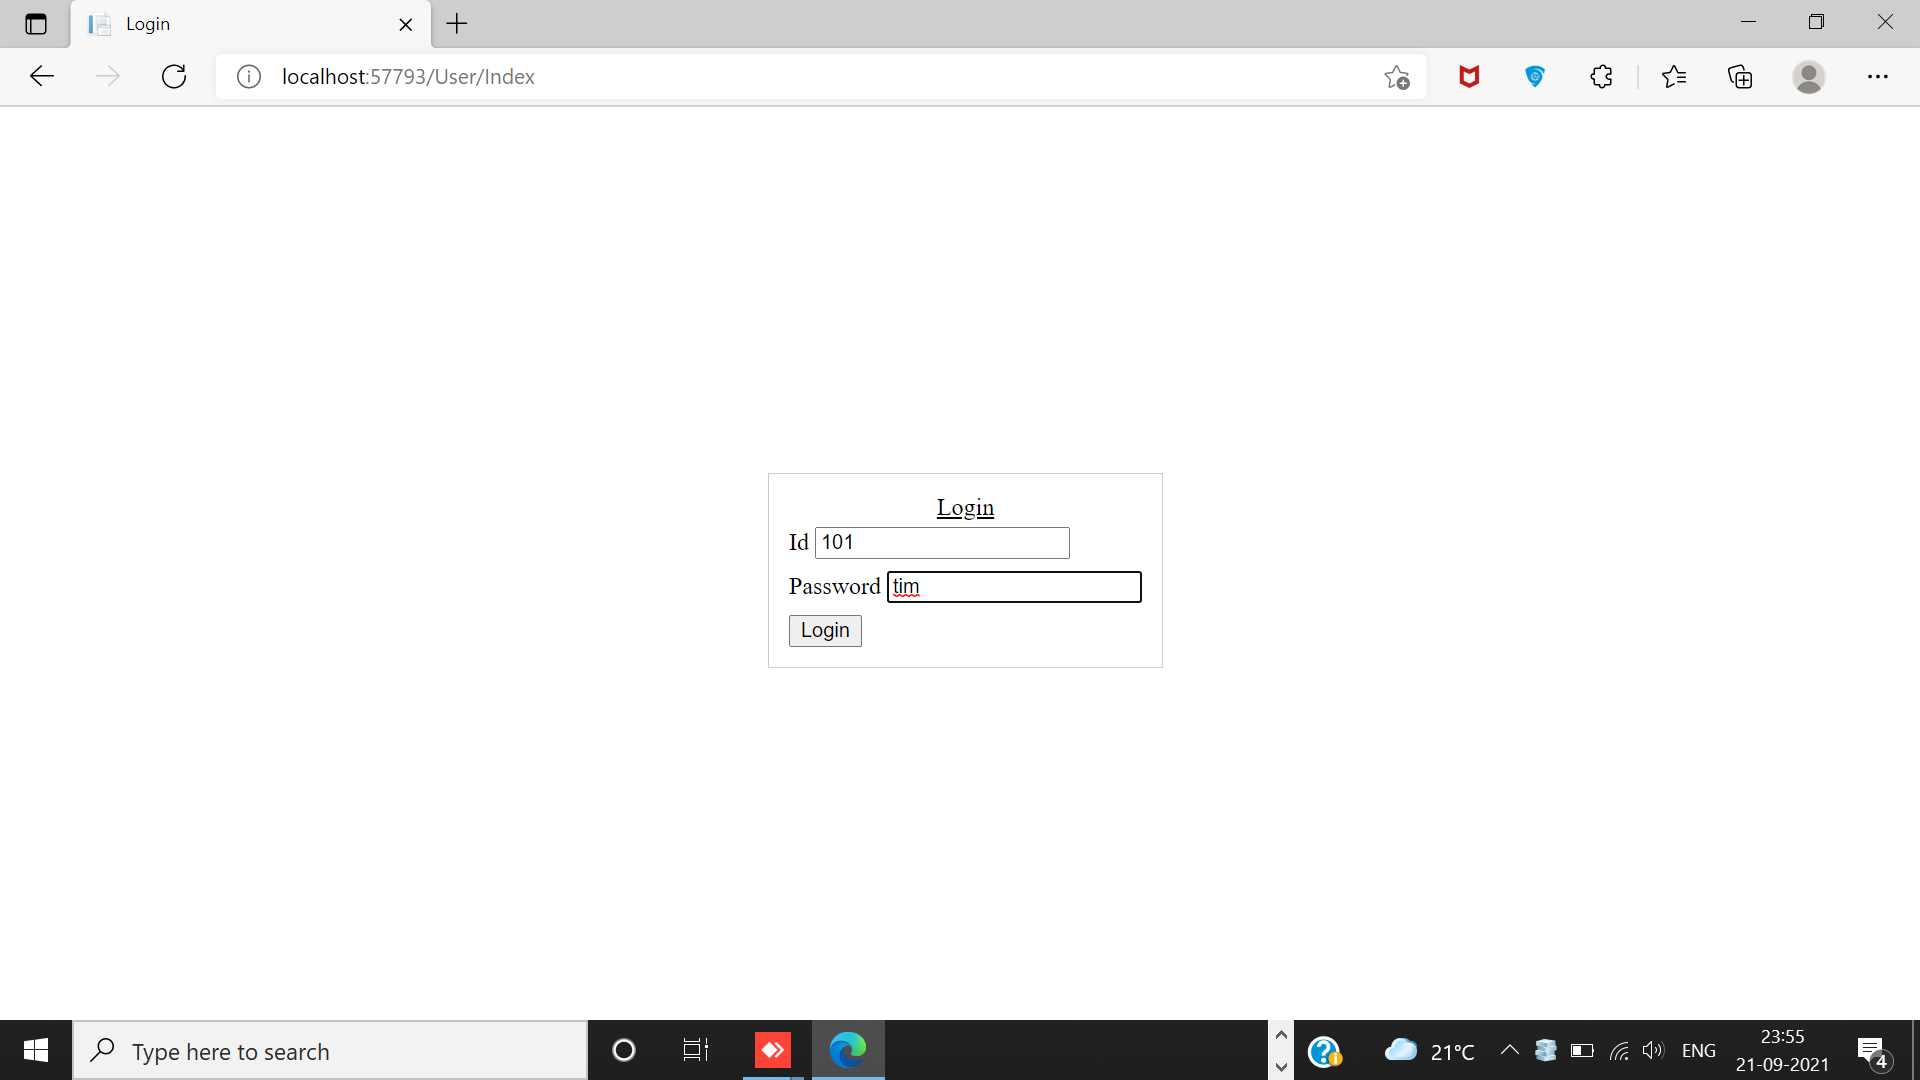 Login
localhost:57793/User/Index
Login
Id 101
Password tim
Login
Type here to search
21°C
ENG
23:55
21-09-2021
4